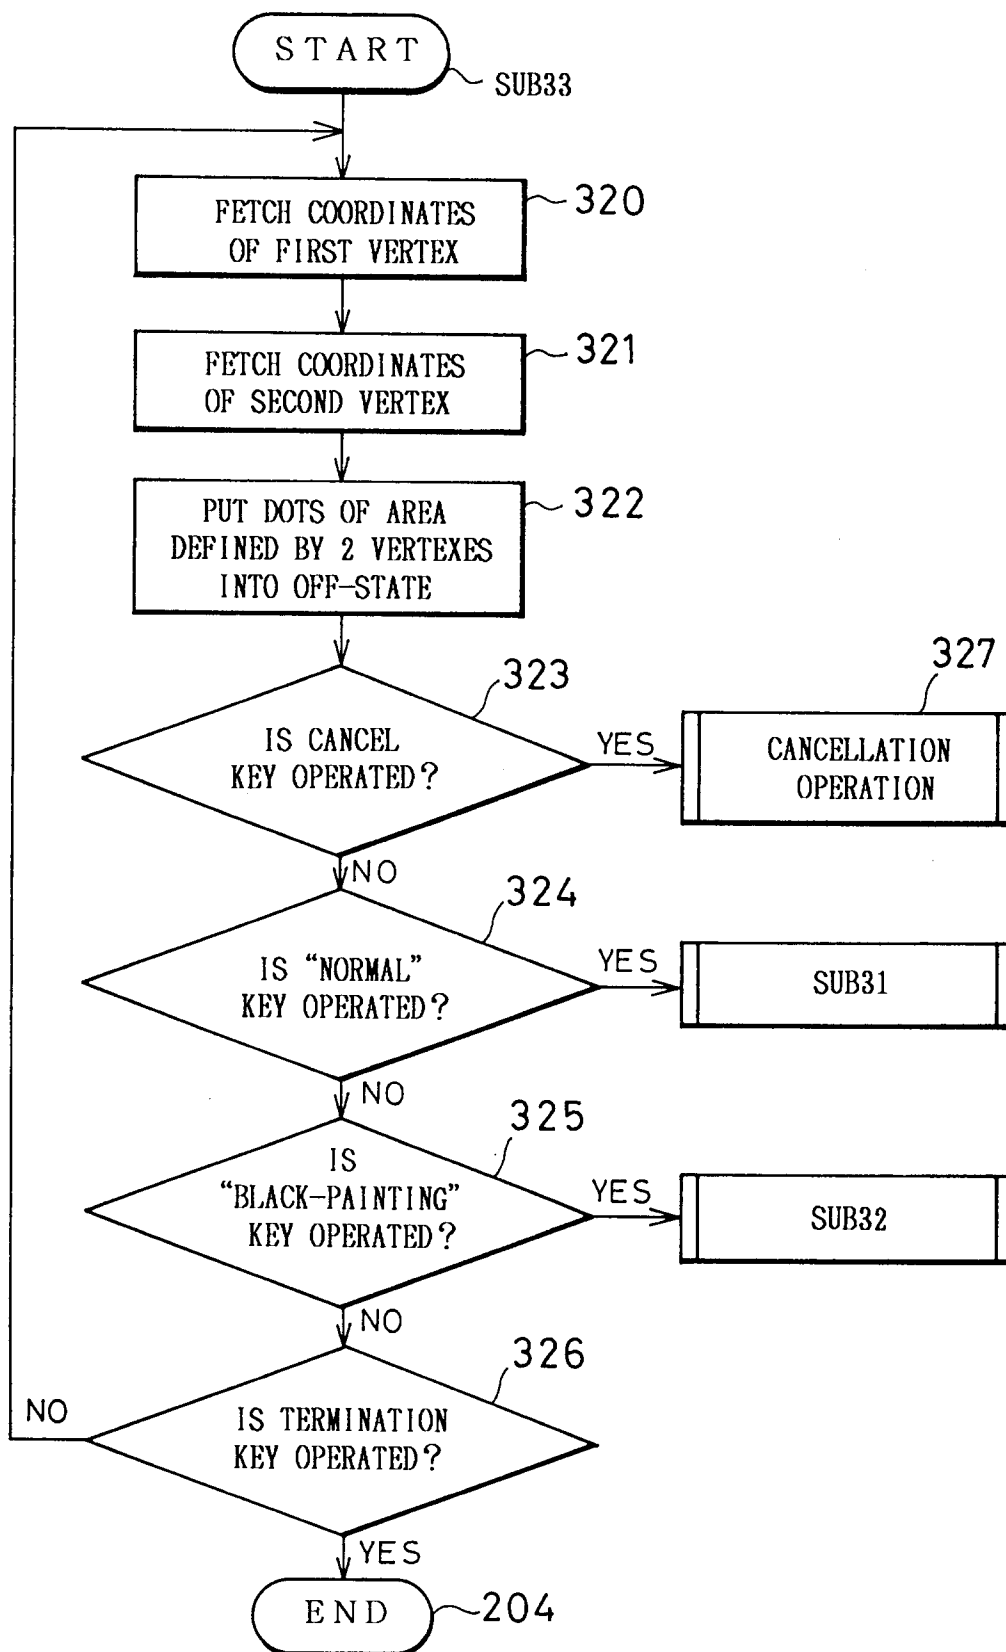 START
SUB33
FETCH COORDINATES
OF FIRST VERTEX
320
FETCH COORDINATES
OF SECOND VERTEX
321
PUT DOTS OF AREA
DEFINED BY 2 VERTEXES
INTO OFF-STATE
322
IS CANCEL
KEY OPERATED?
323
YES
CANCELLATION
OPERATION
327
NO
IS "NORMAL"
KEY OPERATED?
324
YES
SUB31
NO
IS
"BLACK-PAINTING"
KEY OPERATED?
325
YES
SUB32
NO
IS TERMINATION
KEY OPERATED?
326
NO
YES
END
204